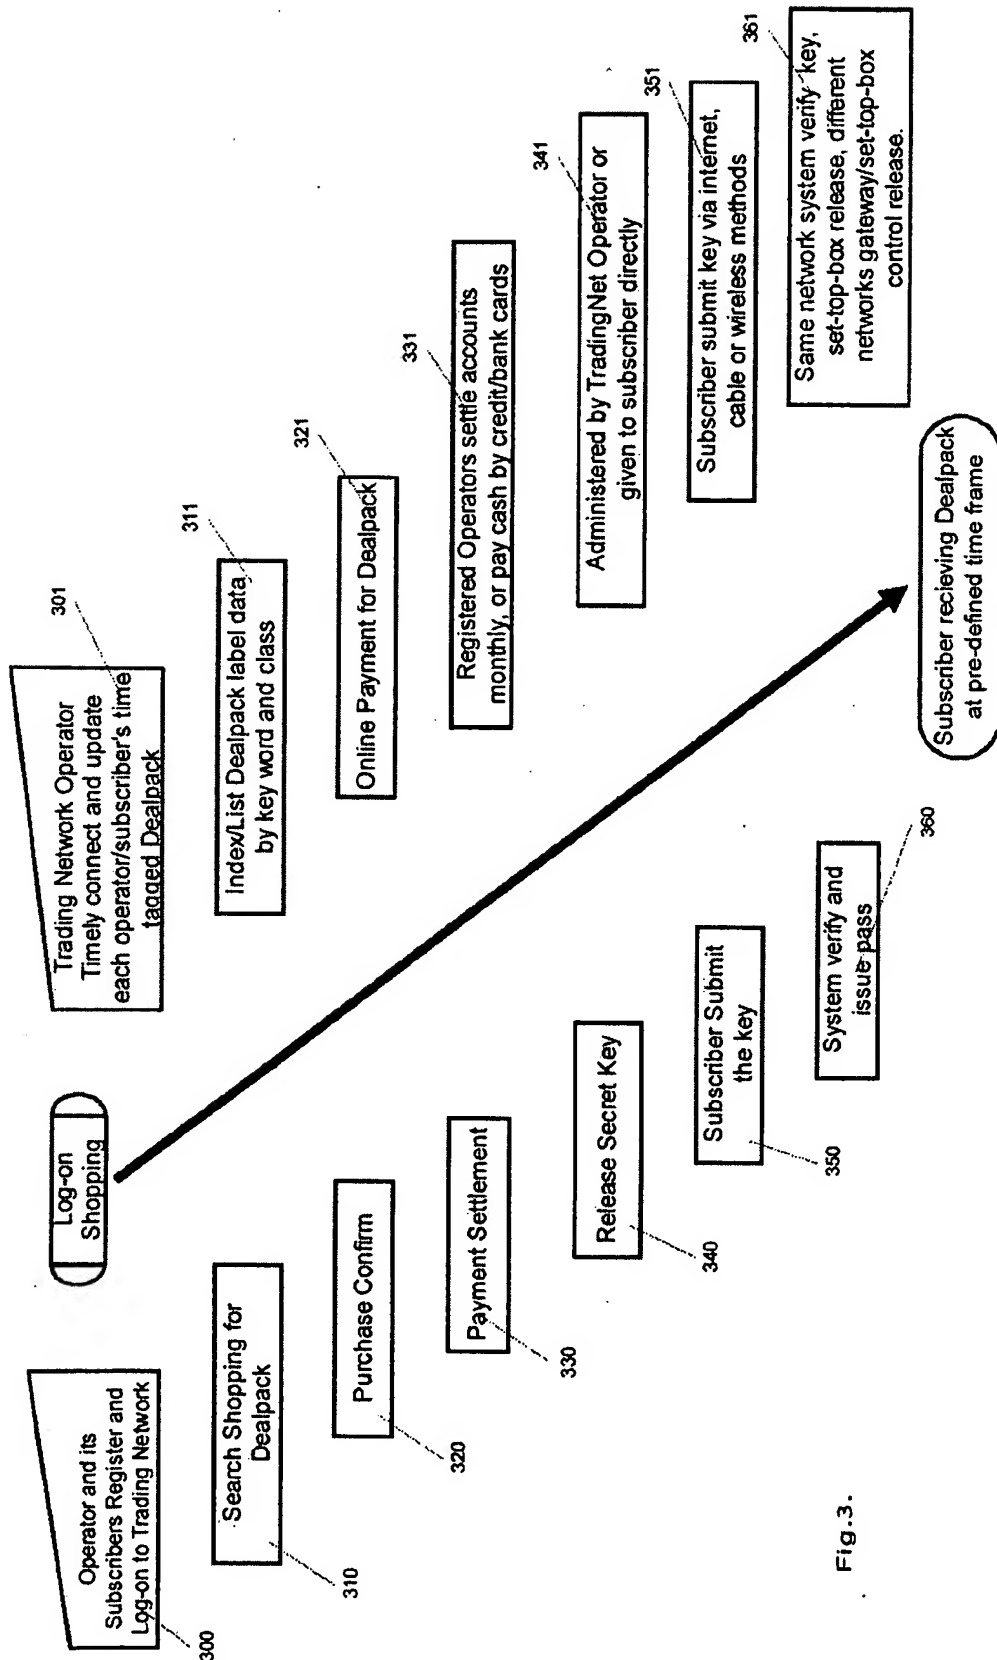 Log-on
Shopping
Operator and its
Subscribers Register and
Log-on to Trading Network
300
Trading Network Operator
Timely connect and update
each operator/subscriber's time
tagged Dealpack
301
Search Shopping for
Dealpack
310
Index/List Dealpack label data
by key word and class
311
Purchase Confirm
320
Online Payment for Dealpack
321
Payment Settlement
330
Registered Operators settle accounts
monthly, or pay cash by credit/bank cards
331
Release Secret Key
340
Administered by TradingNet Operator or
given to subscriber directly
341
Subscriber Submit
the key
350
Subscriber submit key via internet,
cable or wireless methods
351
System verify and
issue pass
360
Same network system verify key,
set-top-box release, different
networks gateway/set-top-box
control release.
361
Subscriber recieving Dealpack
at pre-defined time frame
Fig.3.